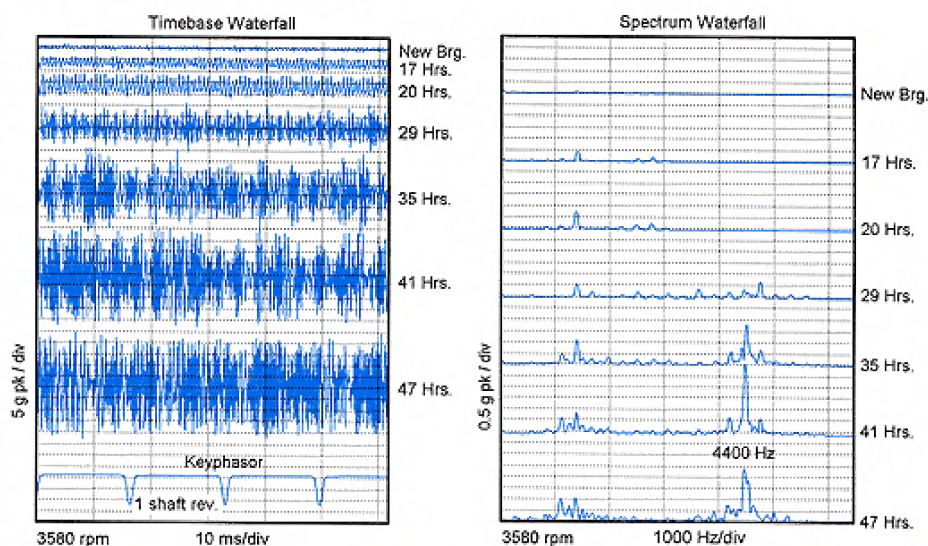 Timebase Waterfall
New Brg.
17 Hrs.
20 Hrs.
29 Hrs.
35 Hrs.
41 Hrs.
47 Hrs.
5 g pk / div
Keyphasor
1 shaft rev.
3580 rpm 10 ms/div
Spectrum Waterfall
New Brg.
17 Hrs.
20 Hrs.
29 Hrs.
35 Hrs.
41 Hrs.
4400 Hz
47 Hrs.
0.5 g pk / div
3580 rpm 1000 Hz/div